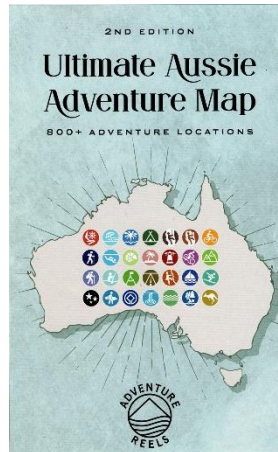 2ND EDITION
Ultimate Aussie
Adventure Map
800+ ADVENTURE LOCATIONS
ADVENTURE
REELS